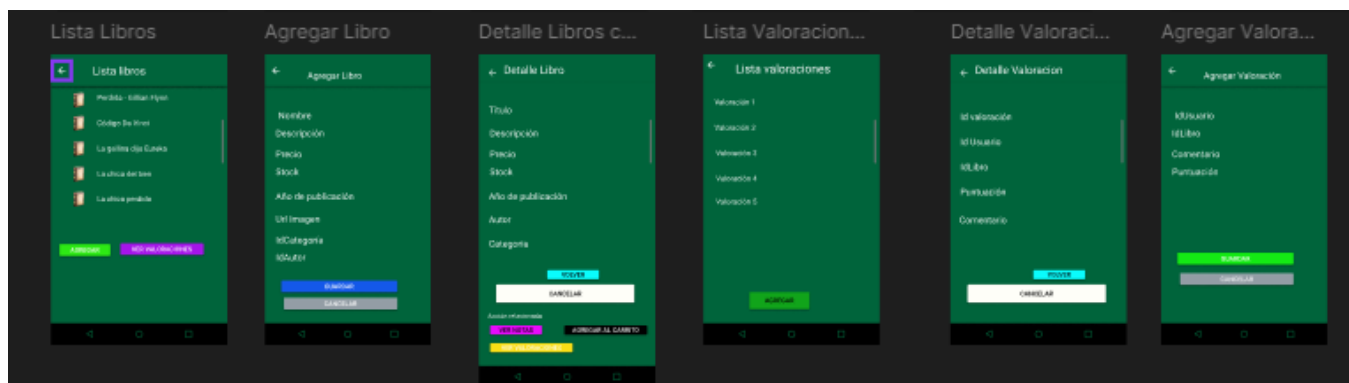 Lista Libros
Lista libros
Perdida - Gillian Flynn
Código Da Vinci
La gallina dijo Eureka
La chica del tren
La chica perdida
AGREGAR
VER VALORACIONES
Agregar Libro
Agregar Libro
Nombre
Descripción
Precio
Stock
Año de publicación
Url Imagen
IdCategoria
IdAutor
GUARDAR
CANCELAR
Detalle Libros c...
Detalle Libro
Titulo
Descripción
Precio
Stock
Año de publicación
Autor
Categoria
VOLVER
CANCELAR
VER NOTAS
AGREGAR AL CARRITO
VER VALORACIONES
Lista Valoracion...
Lista valoraciones
Valoración 1
Valoración 2
Valoración 3
Valoración 4
Valoración 5
AGREGAR
Detalle Valoraci...
Detalle Valoracion
Id valoración
Id Usuario
IdLibro
Puntuación
Comentario
VOLVER
CANCELAR
Agregar Valora...
Agregar Valoración
IdUsuario
IdLibro
Comentario
Puntuación
GUARDAR
CANCELAR